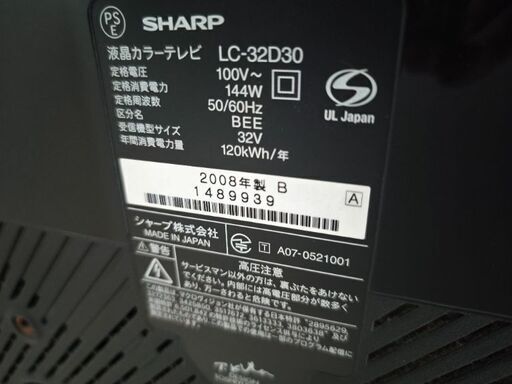 PSE
SHARP
液晶カラーテレビ LC-32D30
定格電圧 100V～
定格消費電力 144W
定格周波数 50/60Hz
区分名 BEE
受信機型サイズ 32V
年間消費電力量 120kWh/年
UL Japan
2008年製 B
1489939
A
シャープ株式会社
MADE IN JAPAN
T A07-0521001
警告
高圧注意
サービスマン以外の方は、裏ぶたをあけない
でください。内部には高電圧部分が数多く
あり、万一さわると危険です。